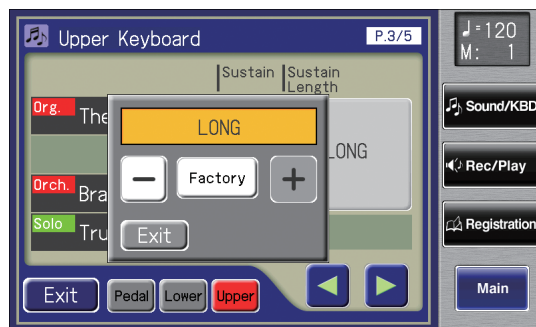 Upper Keyboard
P.3/5
Sustain
Sustain Length
Org.
The
LONG
LONG
− Factory +
Orch.
Bra
Solo
Tru
Exit
Exit
Pedal
Lower
Upper
♩=120
M: 1
Sound/KBD
Rec/Play
Registration
Main